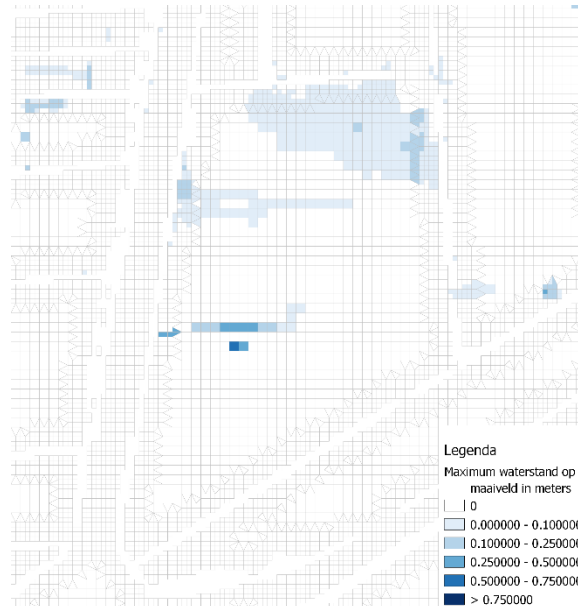 Legenda
Maximum waterstand op
maaiveld in meters
0
0.000000 - 0.100000
0.100000 - 0.250000
0.250000 - 0.500000
0.500000 - 0.750000
> 0.750000